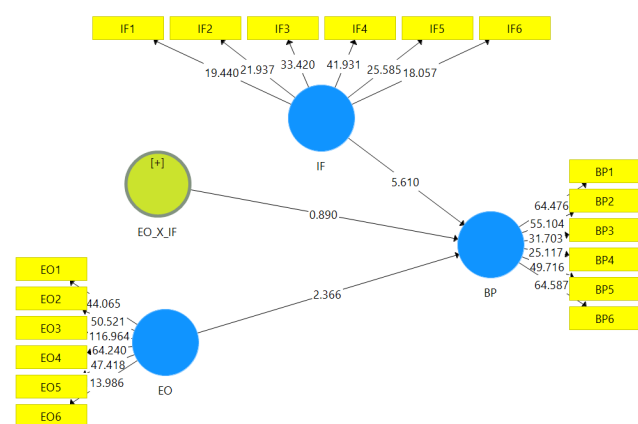 IF1 IF2 IF3 IF4 IF5 IF6
19.440 21.937 33.420 41.931 25.585 18.057
IF
[+]
EO_X_IF
5.610
0.890
2.366
BP1
BP2
BP3
BP4
BP5
BP6
64.476
55.104
31.703
25.117
49.716
64.587
BP
EO1
EO2
EO3
EO4
EO5
EO6
44.065
50.521
116.964
64.240
47.418
13.986
EO